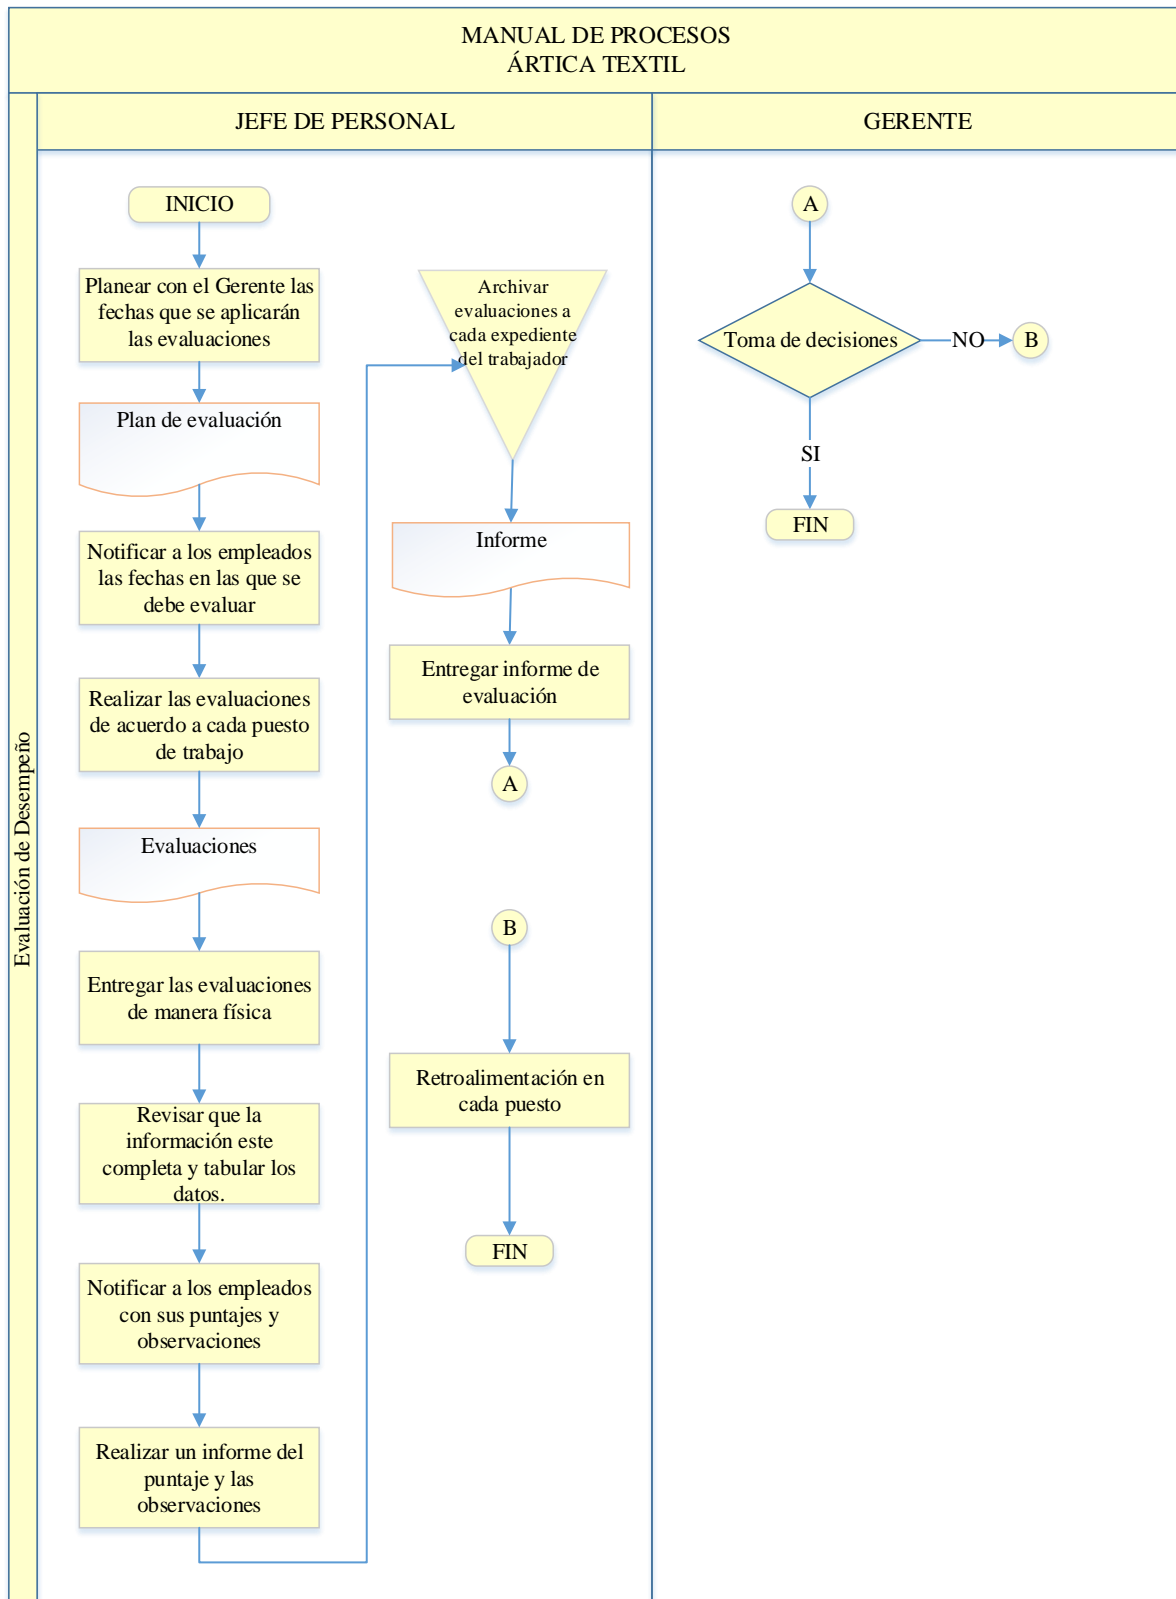 MANUAL DE PROCESOS
ÁRTICA TEXTIL
JEFE DE PERSONAL
GERENTE
Evaluación de Desempeño
INICIO
Planear con el Gerente las
fechas que se aplicarán
las evaluaciones
Plan de evaluación
Notificar a los empleados
las fechas en las que se
debe evaluar
Realizar las evaluaciones
de acuerdo a cada puesto
de trabajo
Evaluaciones
Entregar las evaluaciones
de manera física
Revisar que la
información este
completa y tabular los
datos.
Notificar a los empleados
con sus puntajes y
observaciones
Realizar un informe del
puntaje y las
observaciones
Archivar
evaluaciones a
cada expediente
del trabajador
Informe
Entregar informe de
evaluación
A
B
Retroalimentación en
cada puesto
FIN
A
Toma de decisiones
NO
B
SI
FIN